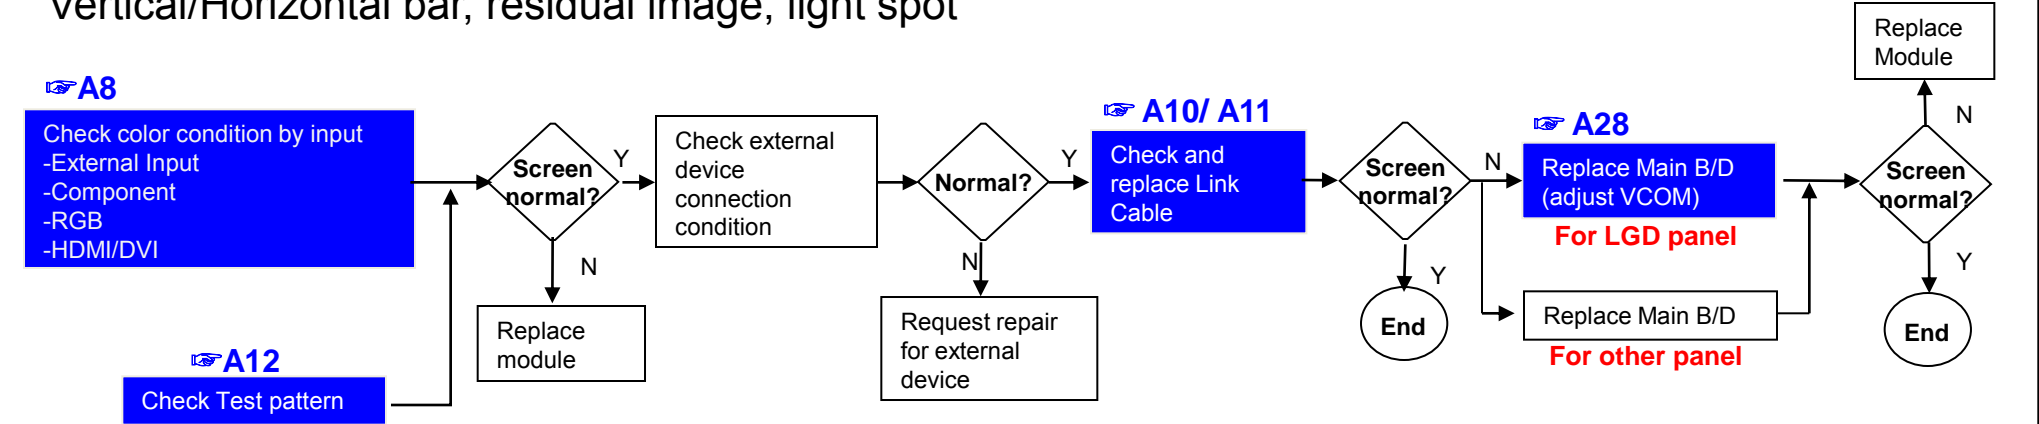 Vertical/Horizontal bar, residual image, light spot
☞A8
Check color condition by input
-External Input
-Component
-RGB
-HDMI/DVI
☞A12
Check Test pattern
Screen
normal?
Y
N
Replace
module
Check external
device
connection
condition
Normal?
Y
N
Request repair
for external
device
☞ A10/ A11
Check and
replace Link
Cable
Screen
normal?
N
Y
End
☞ A28
Replace Main B/D
(adjust VCOM)
For LGD panel
Replace Main B/D
For other panel
Screen
normal?
N
Replace
Module
Y
End